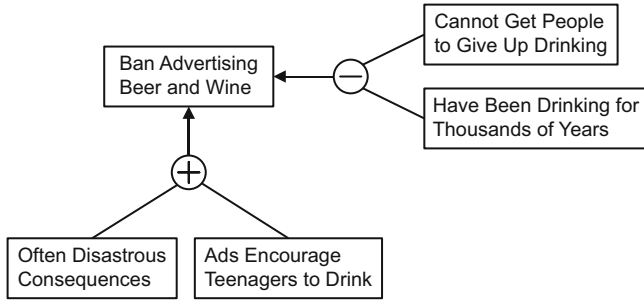 Cannot Get People
to Give Up Drinking
Ban Advertising
Beer and Wine
−
Have Been Drinking for
Thousands of Years
+
Often Disastrous
Consequences
Ads Encourage
Teenagers to Drink